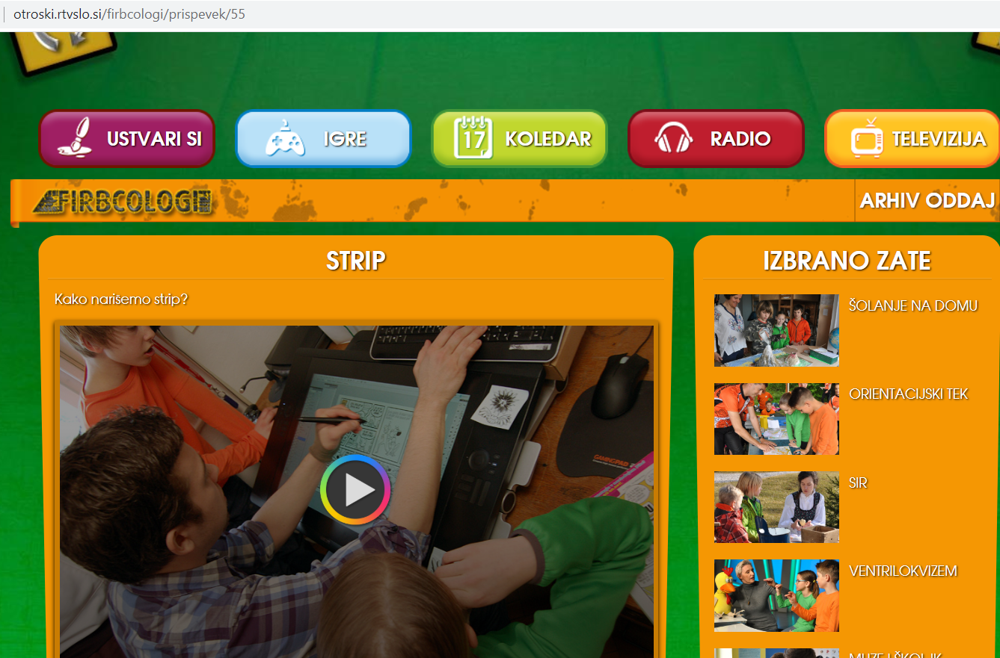 otroski.rtvslo.si/firbcologi/prispevek/55
USTVARI SI
IGRE
17
KOLEDAR
RADIO
TELEVIZIJA
FIRBCOLOGI
ARHIV ODDAJ
STRIP
Kako narišemo strip?
GAMINGPAD
IZBRANO ZATE
ŠOLANJE NA DOMU
ORIENTACIJSKI TEK
SIR
VENTRILOKVIZEM